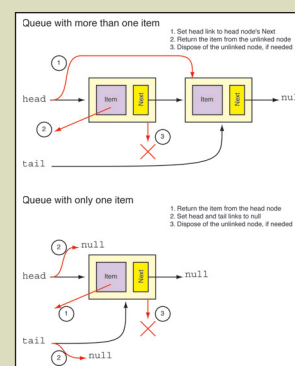 Queue with more than one item
1. Set head link to head node's Next
2. Return the item from the unlinked node
3. Dispose of the unlinked node, if needed
1
head
Item
Next
Item
Next
nul
2
3
tail
Queue with only one item
1. Return the item from the head node
2. Set head and tail links to null
3. Dispose of the unlinked node, if needed
2
null
head
Item
Next
null
1
3
tail
2
null